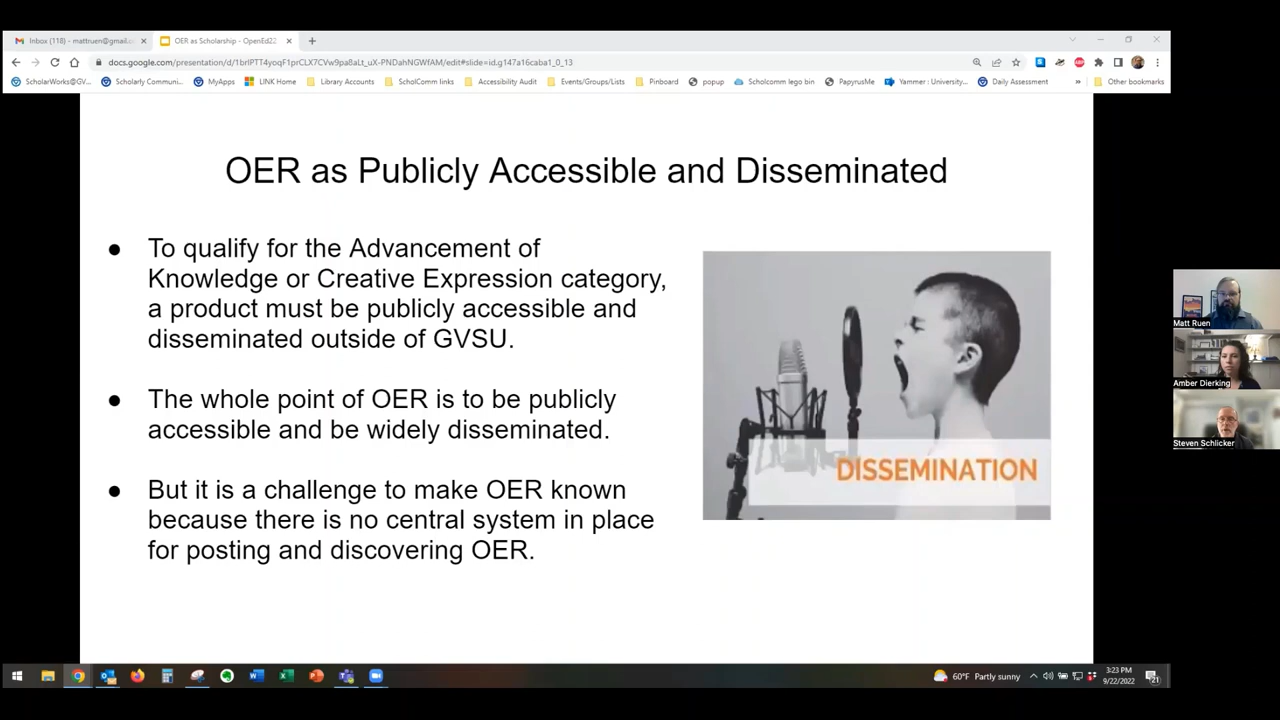 Inbox (118) - mattruen@gmail.
OER as Scholarship - OpenEd22
docs.google.com/presentation/d/1brIPTT4yoqF1prCLX7CVw9pa8aLt_uX-PNDahNGWfAM/edit#slide=id.g147a16caba1_0_13
ScholarWorks@GV...
Scholarly Communi...
MyApps
LINK Home
Library Accounts
ScholComm links
Accessibility Audit
Events/Groups/Lists
Pinboard
popup
Scholcomm lego bin
PapyrusMe
Yammer : University...
Daily Assessment
»
Other bookmarks
OER as Publicly Accessible and Disseminated
● To qualify for the Advancement of
Knowledge or Creative Expression category,
a product must be publicly accessible and
disseminated outside of GVSU.
● The whole point of OER is to be publicly
accessible and be widely disseminated.
● But it is a challenge to make OER known
because there is no central system in place
for posting and discovering OER.
DISSEMINATION
Matt Ruen
Amber Dierking
Steven Schlicker
60°F Partly sunny
3:23 PM
9/22/2022
21